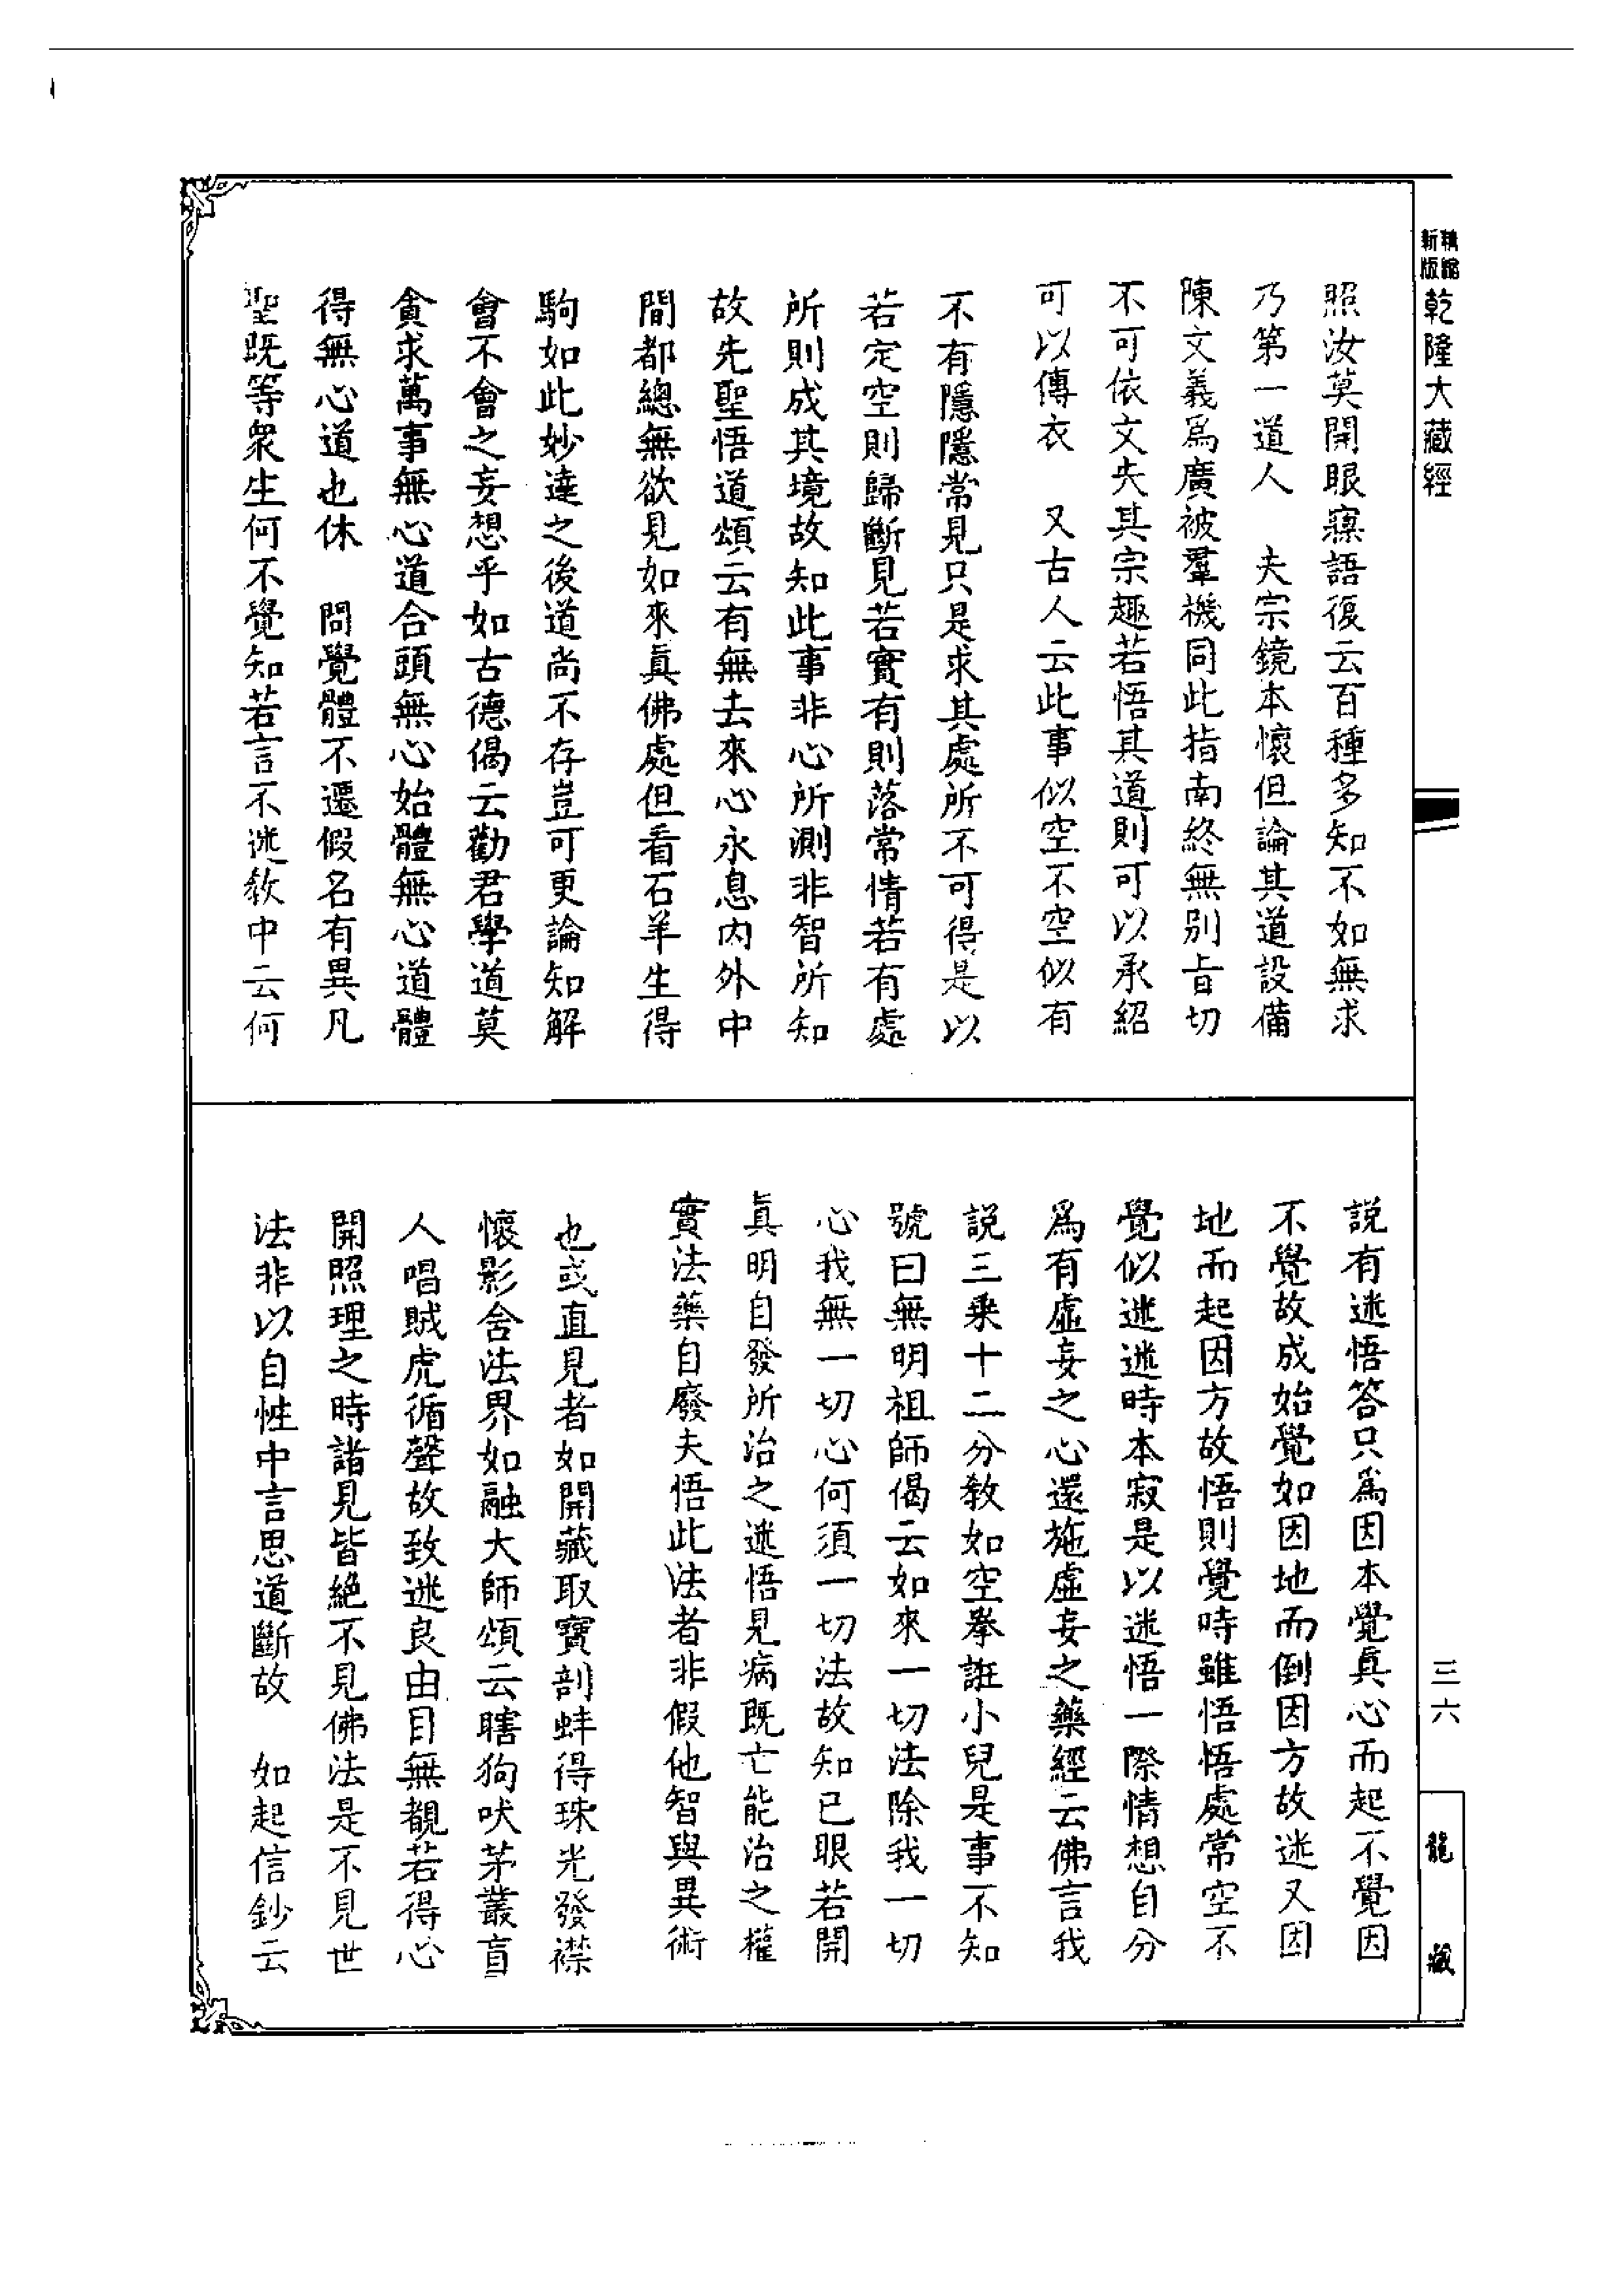 新版精縮乾隆大藏經
三六
龍藏
照汝莫開眼寱語復云百種多知不如無求
乃第一道人　夫宗鏡本懷但論其道設備
陳文義爲廣被羣機同此指南終無別旨切
不可依文失其宗趣若悟其道則可以承紹
可以傳衣　又古人云此事似空不空似有
不有隱隱常見只是求其處所不可得是以
若定空則歸斷見若實有則落常情若有處
所則成其境故知此事非心所測非智所知
故先聖悟道頌云有無去來心永息內外中
間都總無欲見如來眞佛處但看石羊生得
駒如此妙達之後道尚不存豈可更論知解
會不會之妄想乎如古德偈云勸君學道莫
貪求萬事無心道合頭無心始體無心道體
得無心道也休　問覺體不遷假名有異凡
聖既等衆生何不覺知若言不迷敎中云何
説有迷悟答只爲因本覺眞心而起不覺因
不覺故成始覺如因地而倒因方故迷又因
地而起因方故悟則覺時雖悟悟處常空不
覺似迷迷時本寂是以迷悟一際情想自分
爲有虛妄之心還施虛妄之藥經云佛言我
説三乘十二分敎如空拳誑小兒是事不知
號曰無明祖師偈云如來一切法除我一切
心我無一切心何須一切法故知已眼若開
眞明自發所治之迷悟見病既亡能治之權
實法藥自廢夫悟此法者非假他智與異術
也或直見者如開藏取寶剖蚌得珠光發襟
懷影含法界如融大師頌云瞎狗吠茅叢盲
人唱賊虎循聲故致迷良由目無覩若得心
開照理之時諸見皆絕不見佛法是不見世
法非以自性中言思道斷故　如起信鈔云